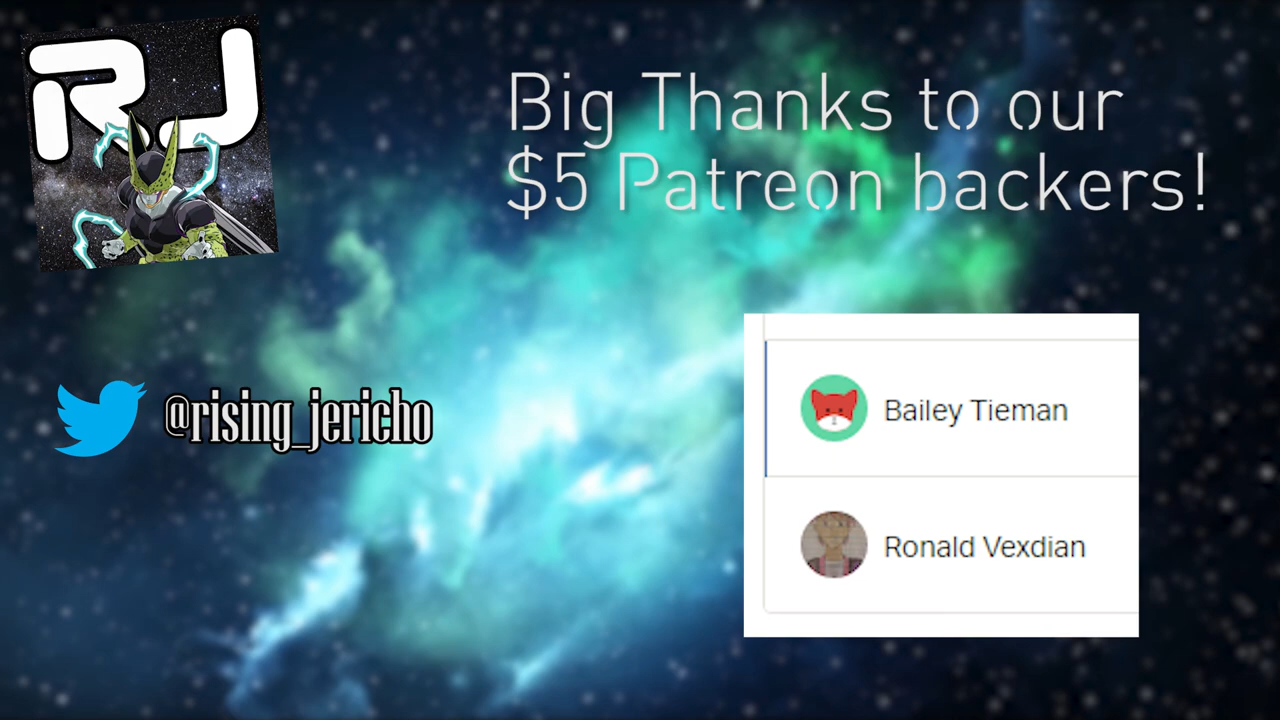 RJ
Big Thanks to our
$5 Patreon backers!
@rising_jericho
Bailey Tieman
Ronald Vexdian